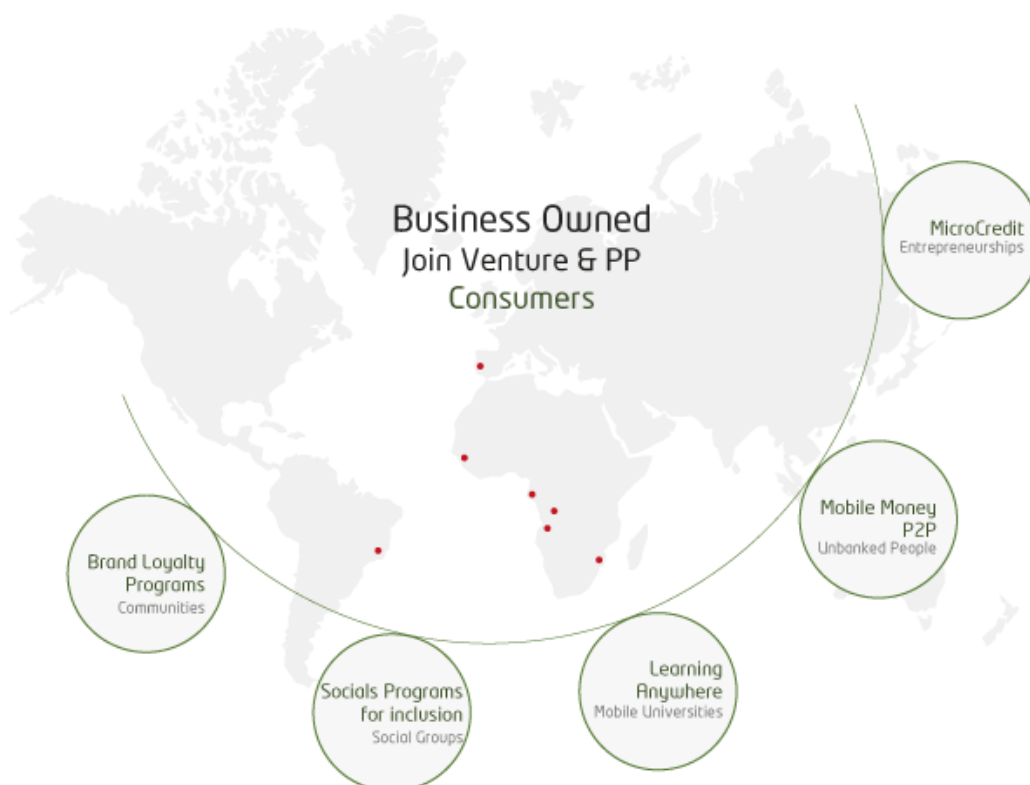 Business Owned
Join Venture & PP
Consumers
MicroCredit
Entrepreneurships
Mobile Money
P2P
Unbanked People
Learning
Anywhere
Mobile Universities
Socials Programs
for inclusion
Social Groups
Brand Loyalty
Programs
Communities